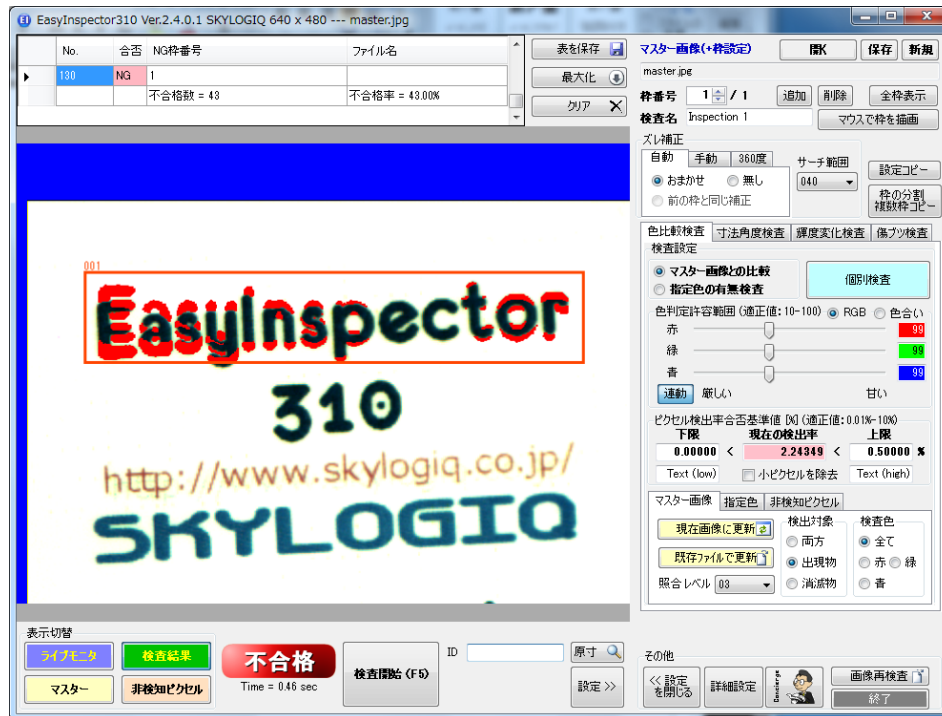 EasyInspector310 Ver.2.4.0.1 SKYLOGIQ 640 x 480 --- master.jpg
No. 合否 NG枠番号 ファイル名
130 NG 1
不合格数 = 43 不合格率 = 43.00%
表を保存
最大化
クリア
001
EasyInspector
310
http://www.skylogiq.co.jp/
SKYLOGIQ
マスター画像(+枠設定) 開く 保存 新規
master.jpg
枠番号 1 / 1 追加 削除 全枠表示
検査名 Inspection 1 マウスで枠を描画
ズレ補正
自動 手動 360度 サーチ範囲 設定コピー
おまかせ 無し 040
前の枠と同じ補正 枠の分割
複数枠コピー
色比較検査 寸法角度検査 輝度変化検査 傷ブツ検査
検査設定
マスター画像との比較 個別検査
指定色の有無検査
色判定許容範囲 (適正値:10-100) RGB 色合い
赤 99
緑 99
青 99
連動 厳しい 甘い
ピクセル検出率合否基準値 [%] (適正値:0.01%-10%)
下限 現在の検出率 上限
0.00000 < 2.24349 < 0.50000 %
Text (low) 小ピクセルを除去 Text (high)
マスター画像 指定色 非検知ピクセル
現在画像に更新 検出対象 検査色
両方 全て
既存ファイルで更新 出現物 赤 緑
照合レベル 03 消滅物 青
表示切替
ライブモニタ 検査結果
マスター 非検知ピクセル
不合格
Time = 0.46 sec
検査開始 (F5)
ID 原寸
設定 >>
その他
<< 設定
を閉じる 詳細設定 Concierge 画像再検査
終了